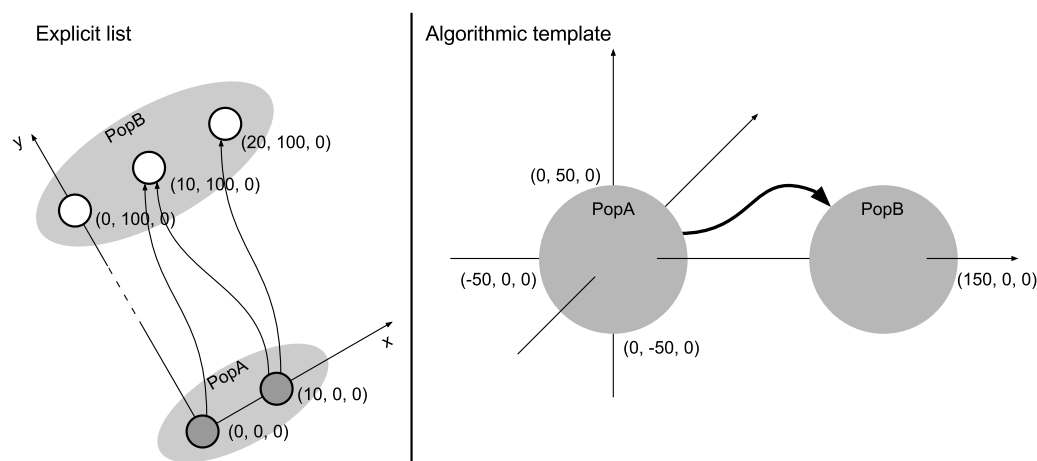 Explicit list
y
PopB
(20, 100, 0)
(10, 100, 0)
(0, 100, 0)
x
PopA
(10, 0, 0)
(0, 0, 0)
Algorithmic template
(0, 50, 0)
PopA
PopB
(-50, 0, 0)
(150, 0, 0)
(0, -50, 0)